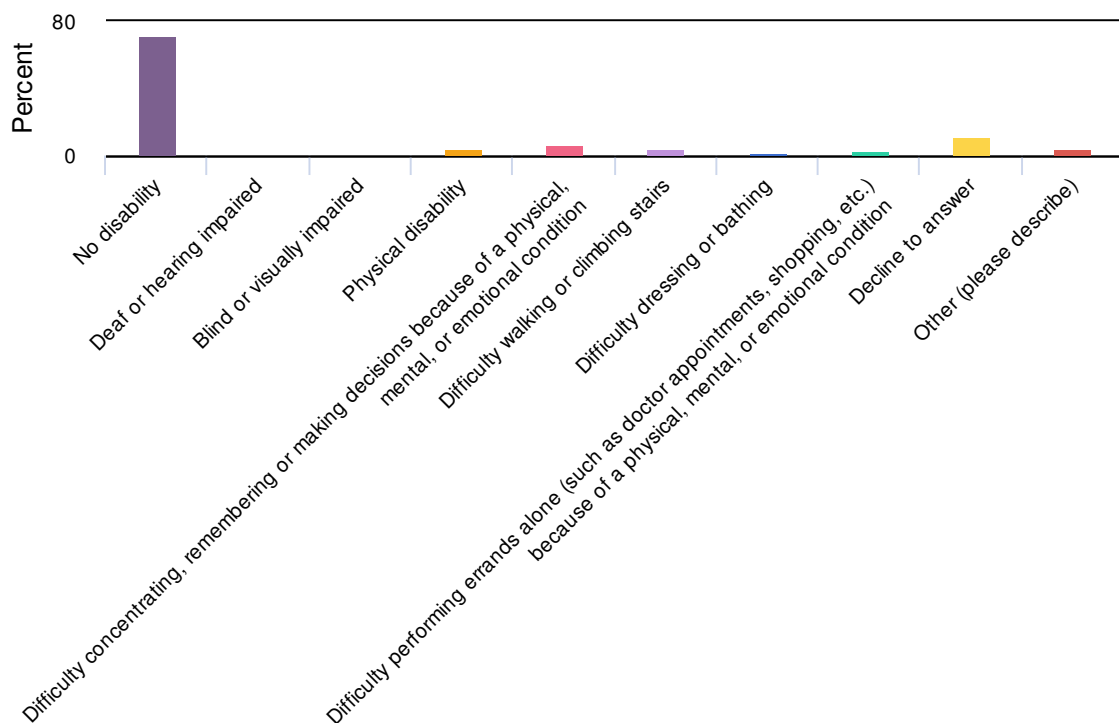 80
Percent
0
No disability
Deaf or hearing impaired
Blind or visually impaired
Physical disability
Difficulty concentrating, remembering or making decisions because of a physical,
mental, or emotional condition
Difficulty walking or climbing stairs
Difficulty dressing or bathing
Difficulty performing errands alone (such as doctor appointments, shopping, etc.)
because of a physical, mental, or emotional condition
Decline to answer
Other (please describe)